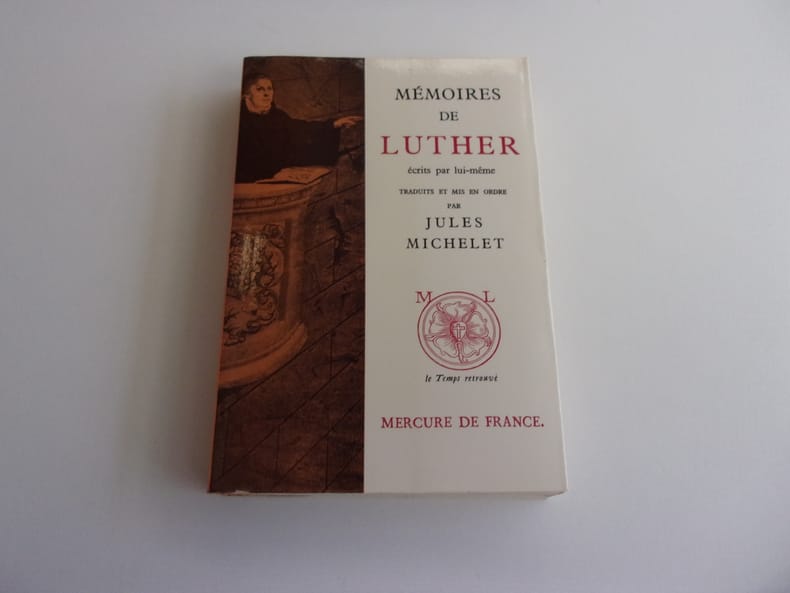 MÉMOIRES
DE
LUTHER
écrits par lui-même
TRADUITS ET MIS EN ORDRE
PAR
JULES
MICHELET
M L
le Temps retrouvé
MERCURE DE FRANCE.